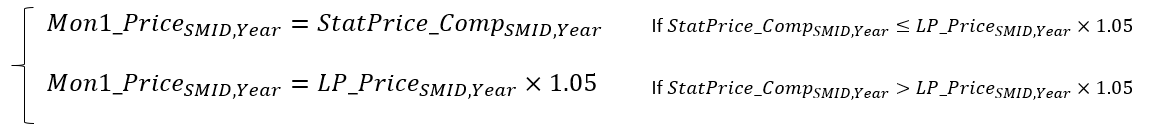 Mon1_Price_SMID,Year = StatPrice_Comp_SMID,Year If StatPrice_Comp_SMID,Year ≤ LP_Price_SMID,Year × 1.05
Mon1_Price_SMID,Year = LP_Price_SMID,Year × 1.05 If StatPrice_Comp_SMID,Year > LP_Price_SMID,Year × 1.05